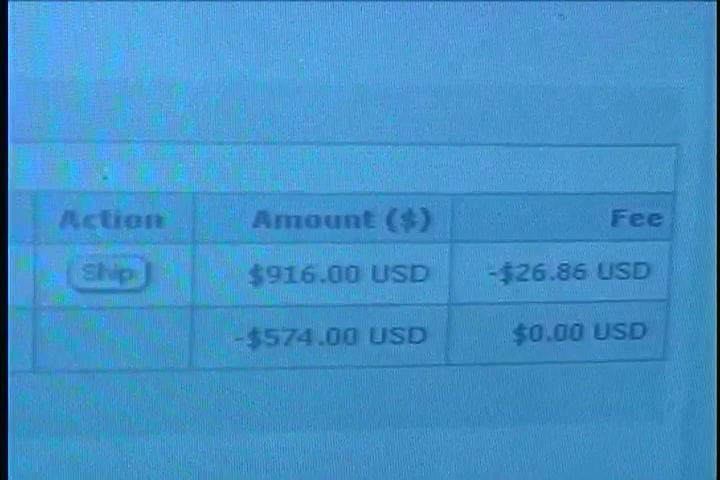 Action Amount ($) Fee
Ship $916.00 USD -$26.86 USD
-$574.00 USD $0.00 USD